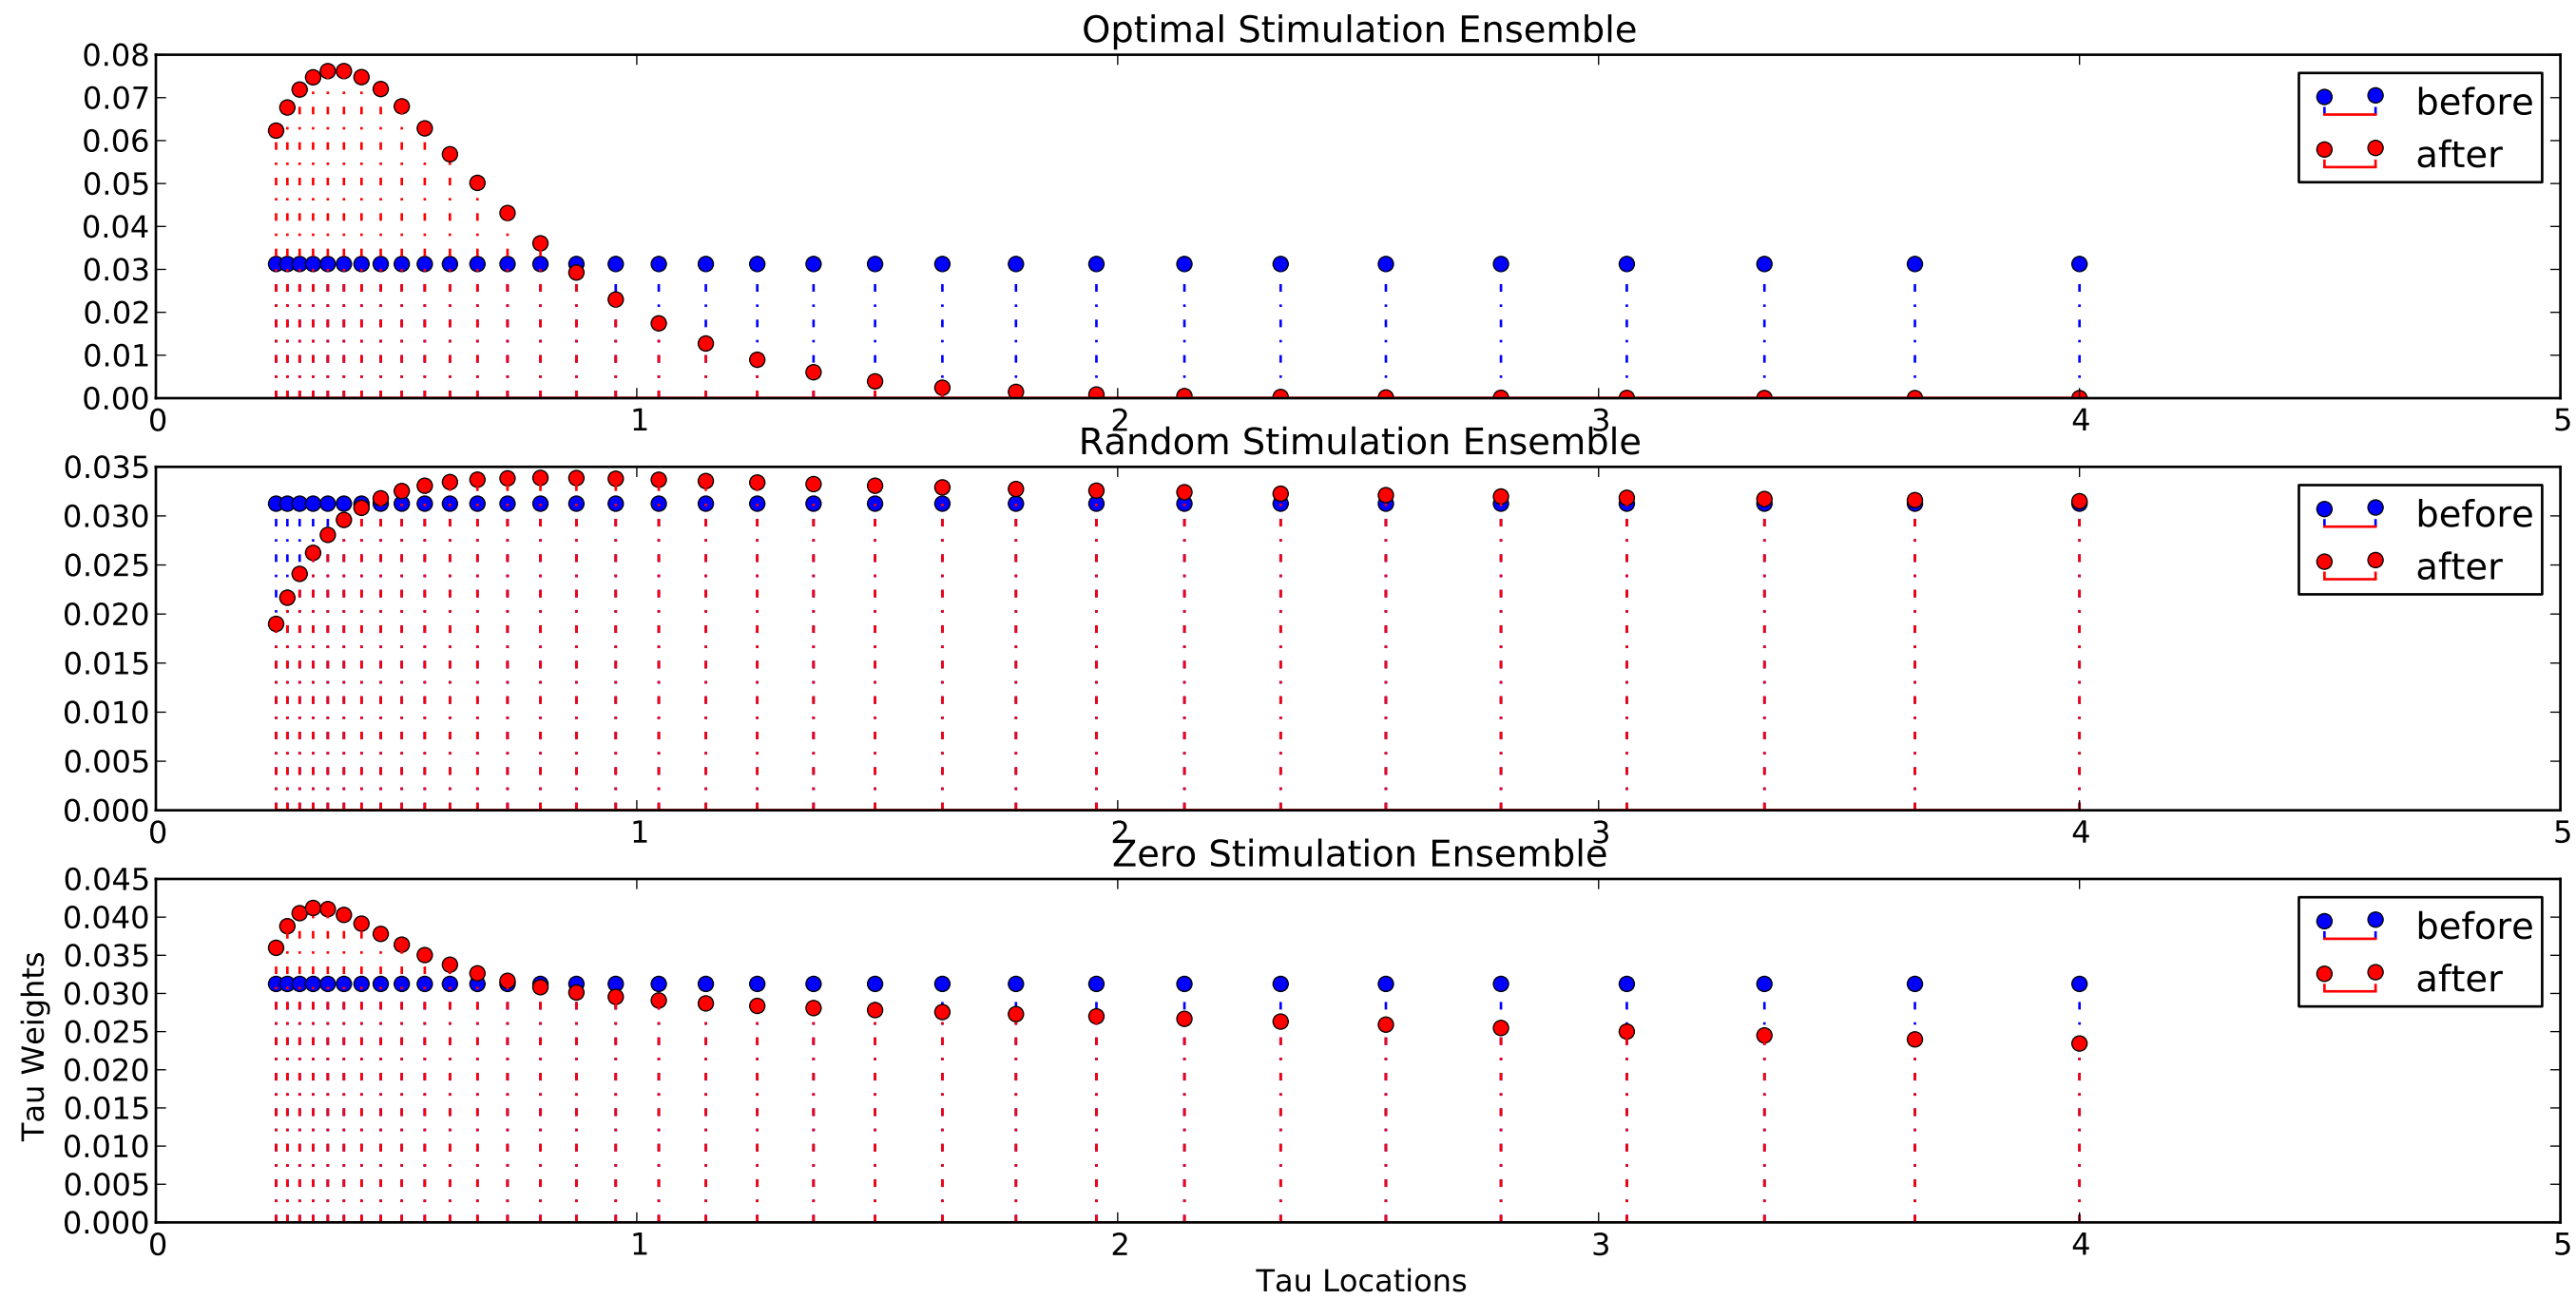 Optimal Stimulation Ensemble
0.08
0.07
0.06
0.05
0.04
0.03
0.02
0.01
0.00
0 1 2 3 4 5
before
after
Random Stimulation Ensemble
0.035
0.030
0.025
0.020
0.015
0.010
0.005
0.000
0 1 2 3 4 5
before
after
Zero Stimulation Ensemble
0.045
0.040
0.035
0.030
0.025
0.020
0.015
0.010
0.005
0.000
0 1 2 3 4 5
before
after
Tau Weights
Tau Locations